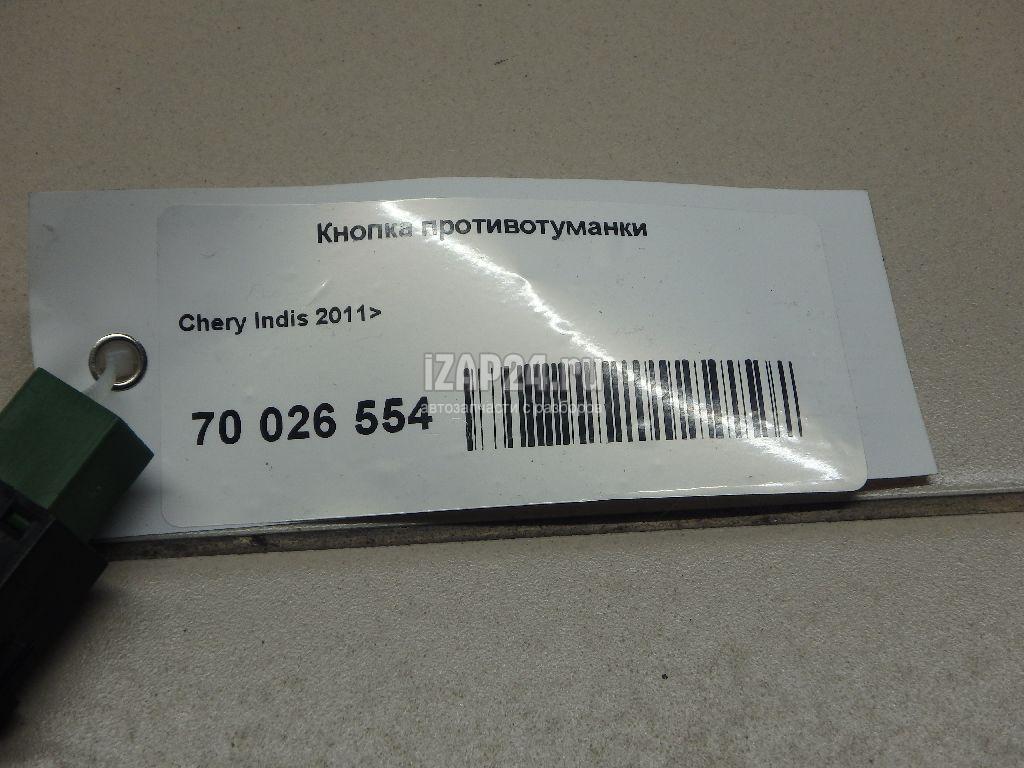 Кнопка противотуманки
Chery Indis 2011>
iZAP24.ru
70 026 554
автозапчасти с разборов